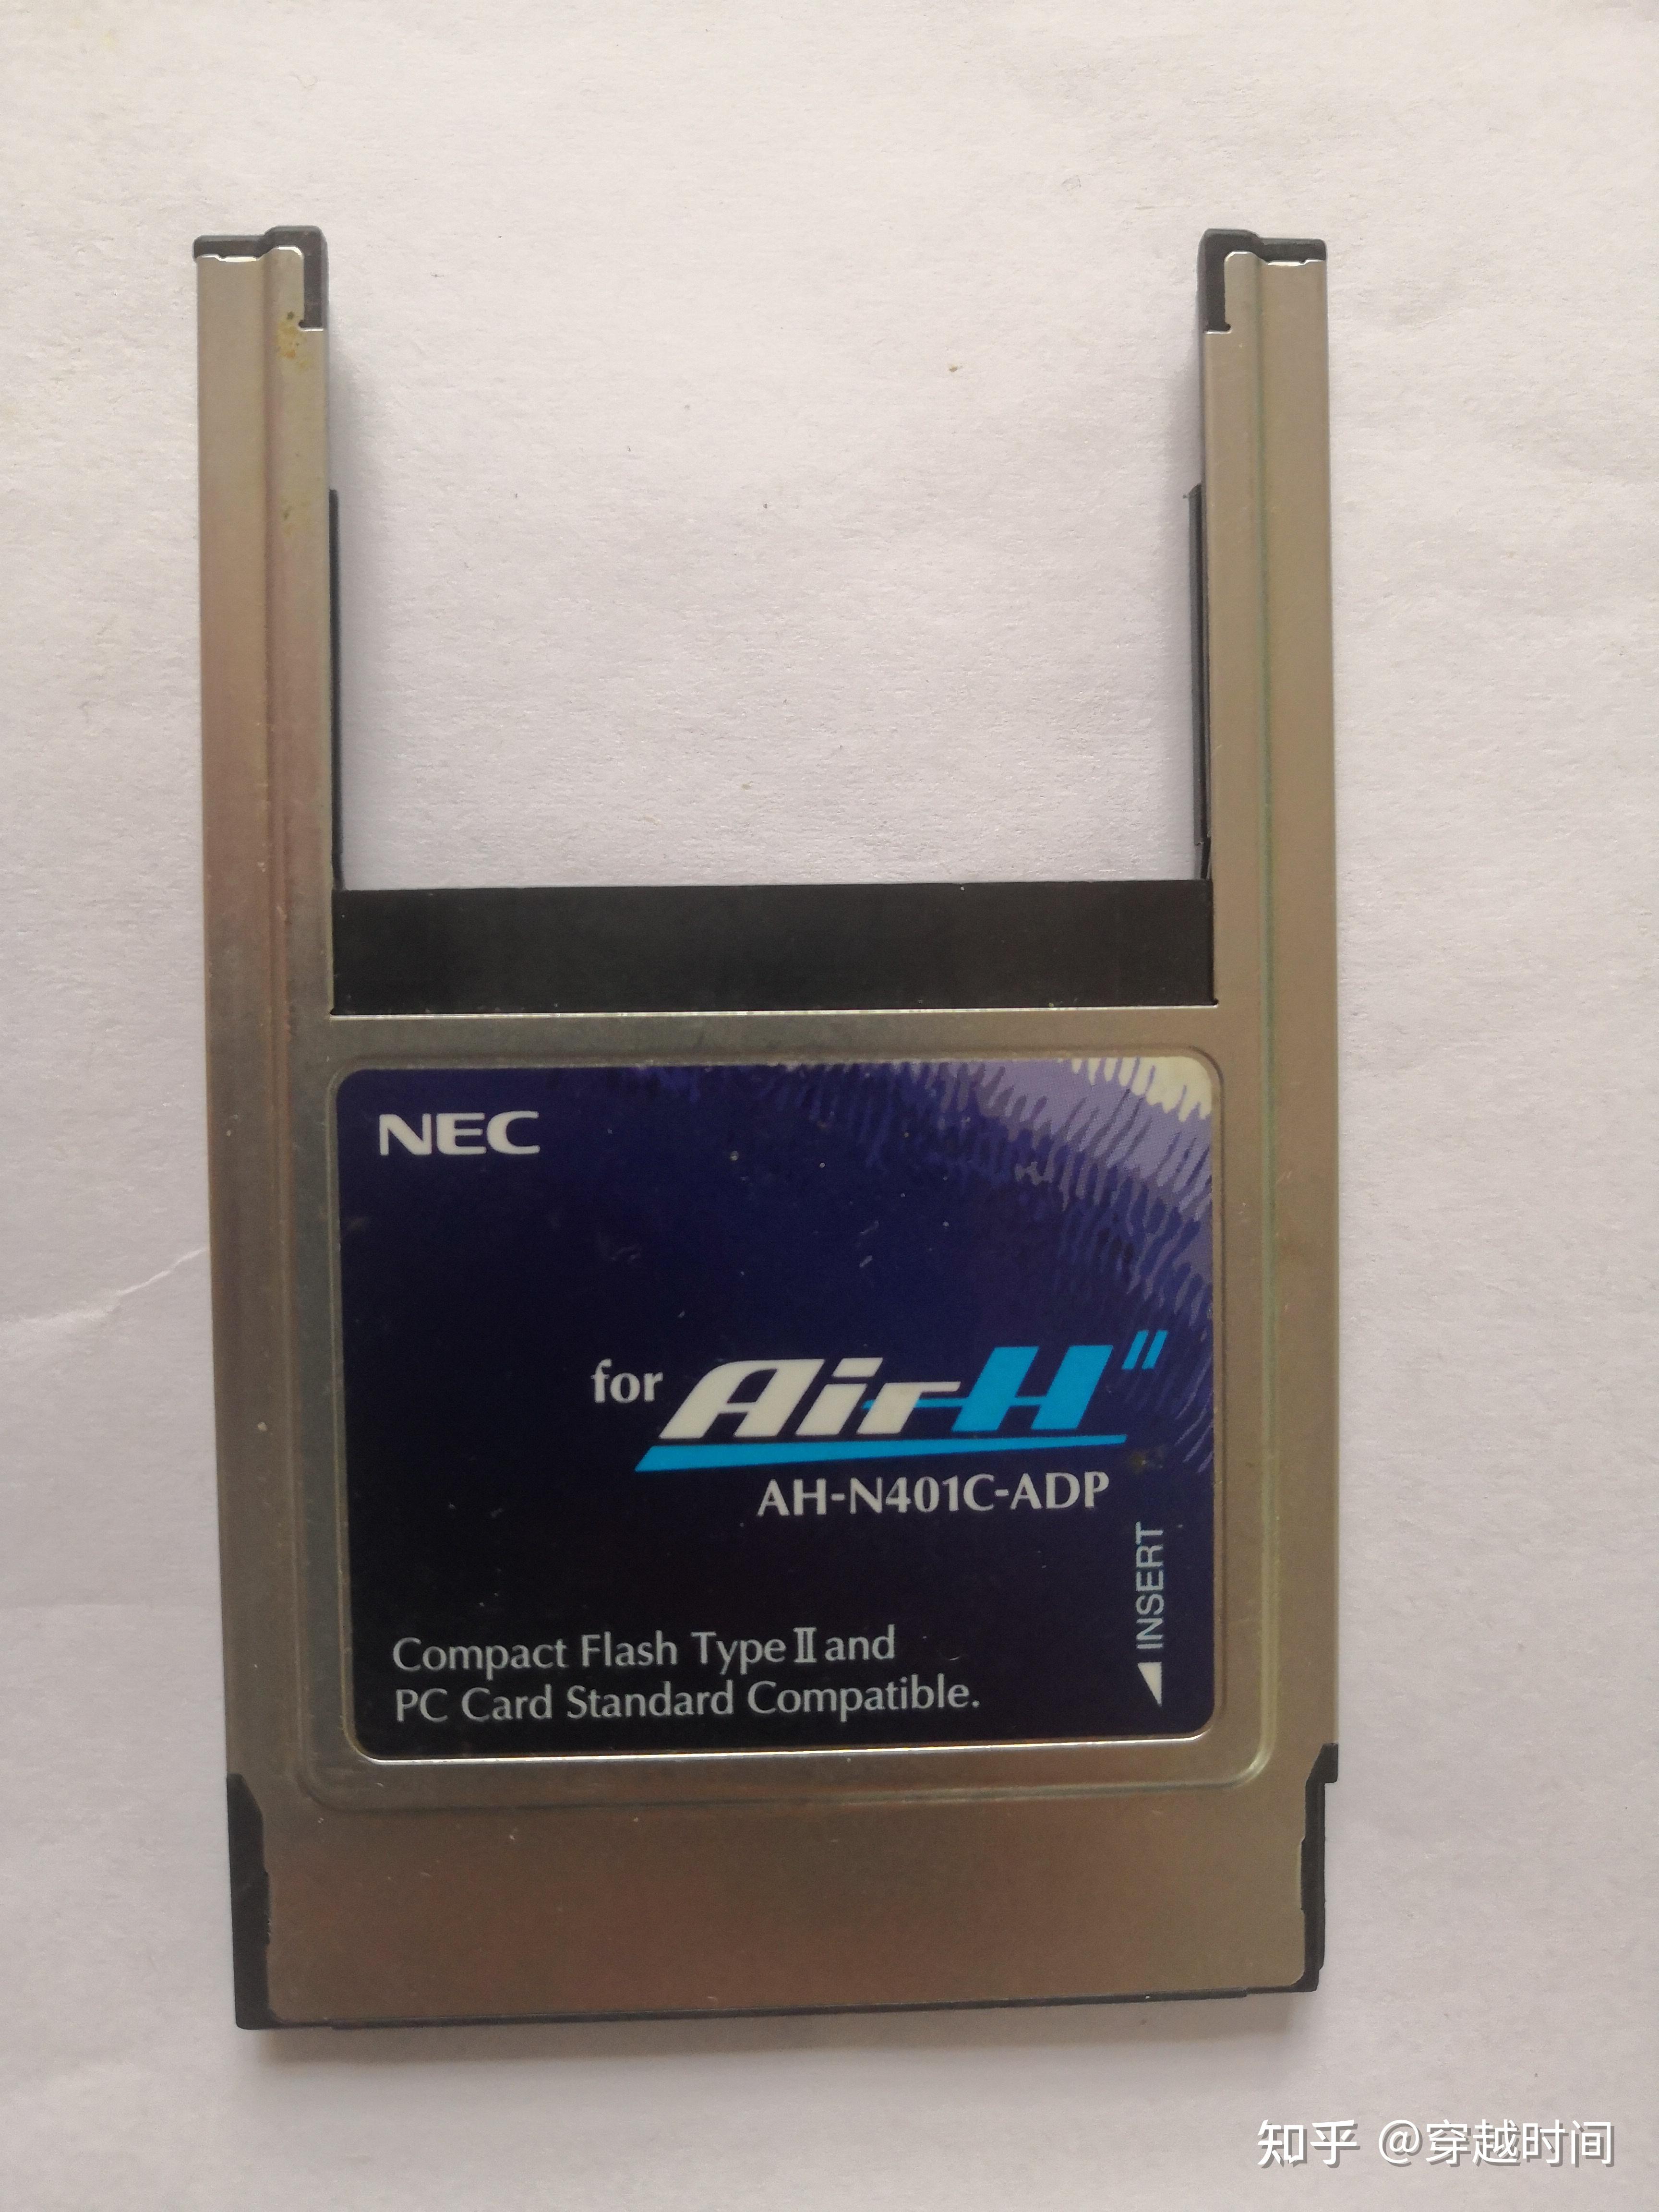 NEC
for AirH"
AH-N401C-ADP
INSERT
Compact Flash Type II and
PC Card Standard Compatible.
知乎 @穿越时间